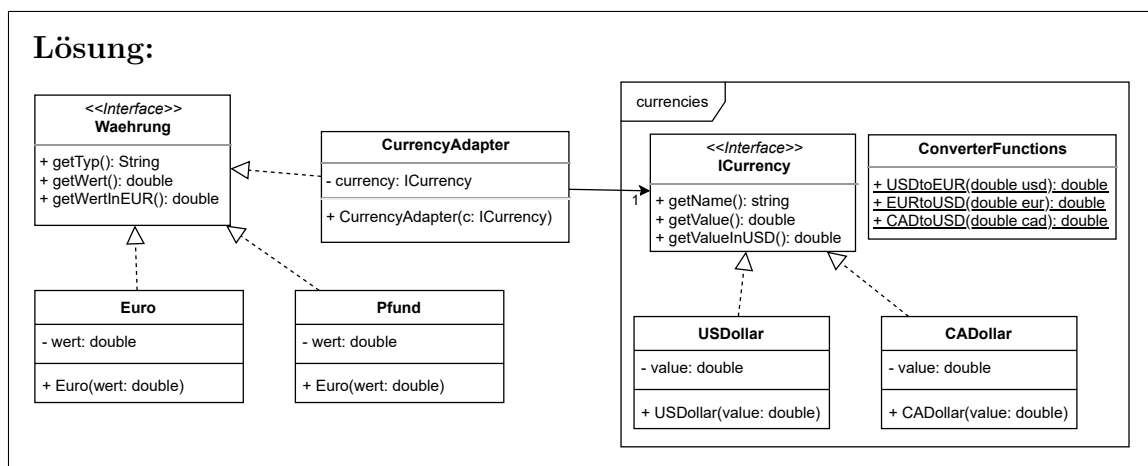 Lösung:
<<Interface>>
Waehrung
+ getTyp(): String
+ getWert(): double
+ getWertInEUR(): double
CurrencyAdapter
- currency: ICurrency
+ CurrencyAdapter(c: ICurrency)
1
Euro
- wert: double
+ Euro(wert: double)
Pfund
- wert: double
+ Euro(wert: double)
currencies
<<Interface>>
ICurrency
+ getName(): string
+ getValue(): double
+ getValueInUSD(): double
ConverterFunctions
+ USDtoEUR(double usd): double
+ EURtoUSD(double eur): double
+ CADtoUSD(double cad): double
USDollar
- value: double
+ USDollar(value: double)
CADollar
- value: double
+ CADollar(value: double)